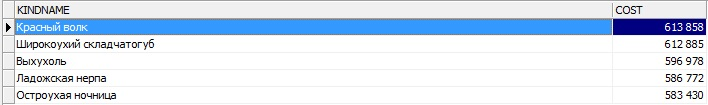 KINDNAME COST
Красный волк 613 858
Широкоухий складчатогуб 612 885
Выхухоль 596 978
Ладожская нерпа 586 772
Остроухая ночница 583 430